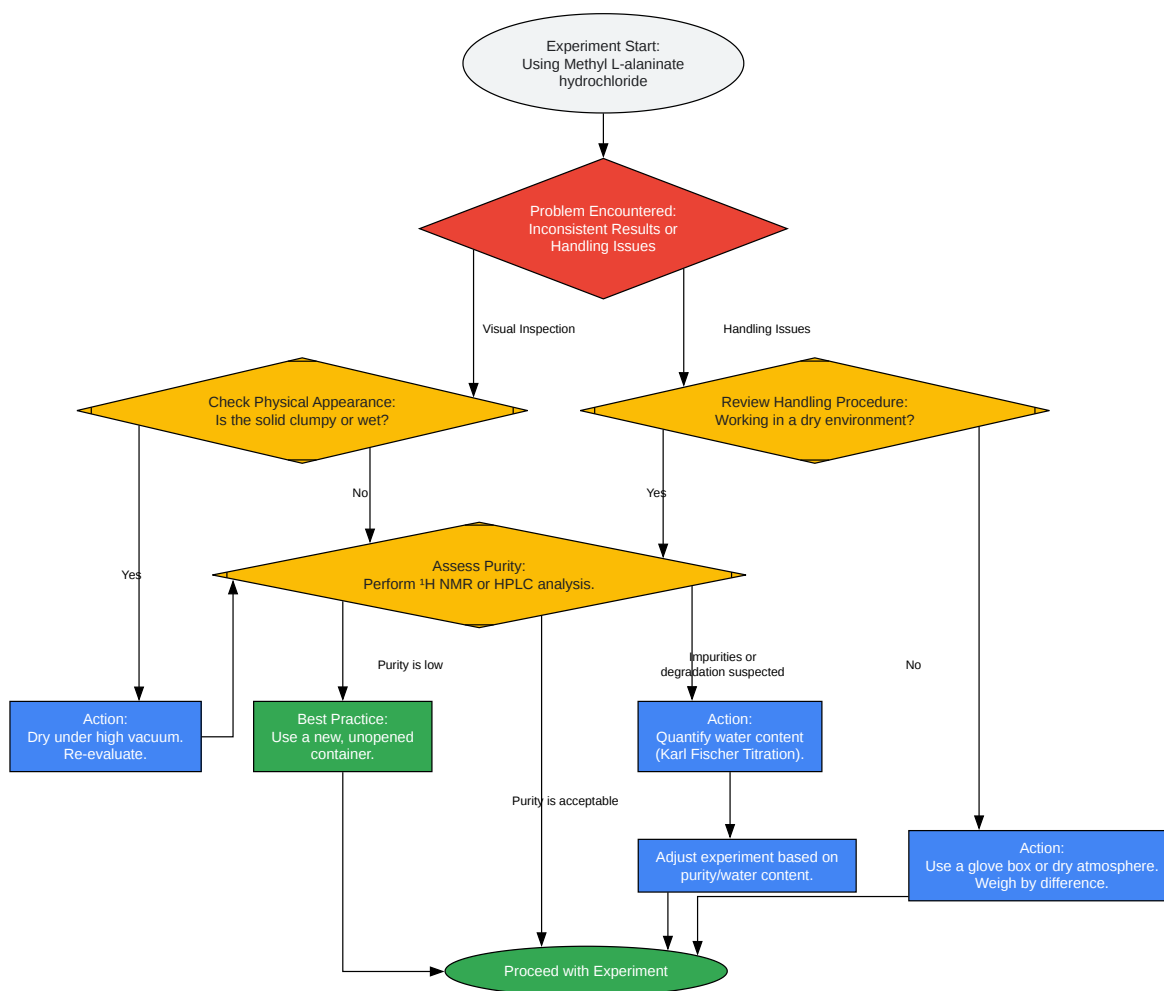 Experiment Start:
Using Methyl L-alaninate
hydrochloride
Problem Encountered:
Inconsistent Results or
Handling Issues
Visual Inspection
Handling Issues
Check Physical Appearance:
Is the solid clumpy or wet?
Review Handling Procedure:
Working in a dry environment?
No
Yes
Assess Purity:
Perform ¹H NMR or HPLC analysis.
Yes
Purity is low
Impurities or
degradation suspected
No
Action:
Dry under high vacuum.
Re-evaluate.
Best Practice:
Use a new, unopened
container.
Action:
Quantify water content
(Karl Fischer Titration).
Purity is acceptable
Adjust experiment based on
purity/water content.
Action:
Use a glove box or dry atmosphere.
Weigh by difference.
Proceed with Experiment